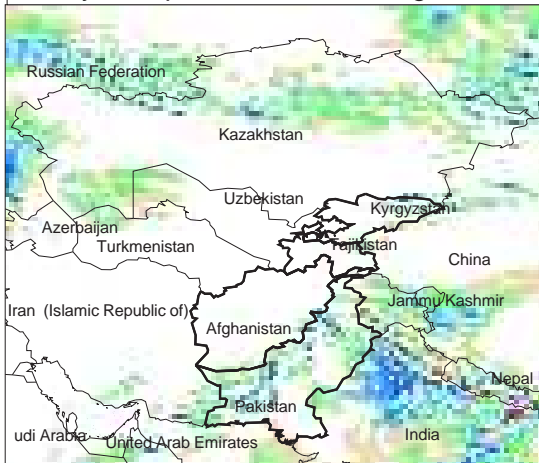 Russian Federation
Kazakhstan
Uzbekistan
Kyrgyzstan
Azerbaijan
Turkmenistan
Tajikistan
China
Iran (Islamic Republic of)
Jammu/Kashmir
Afghanistan
Nepal
Pakistan
udi Arabia
United Arab Emirates
India